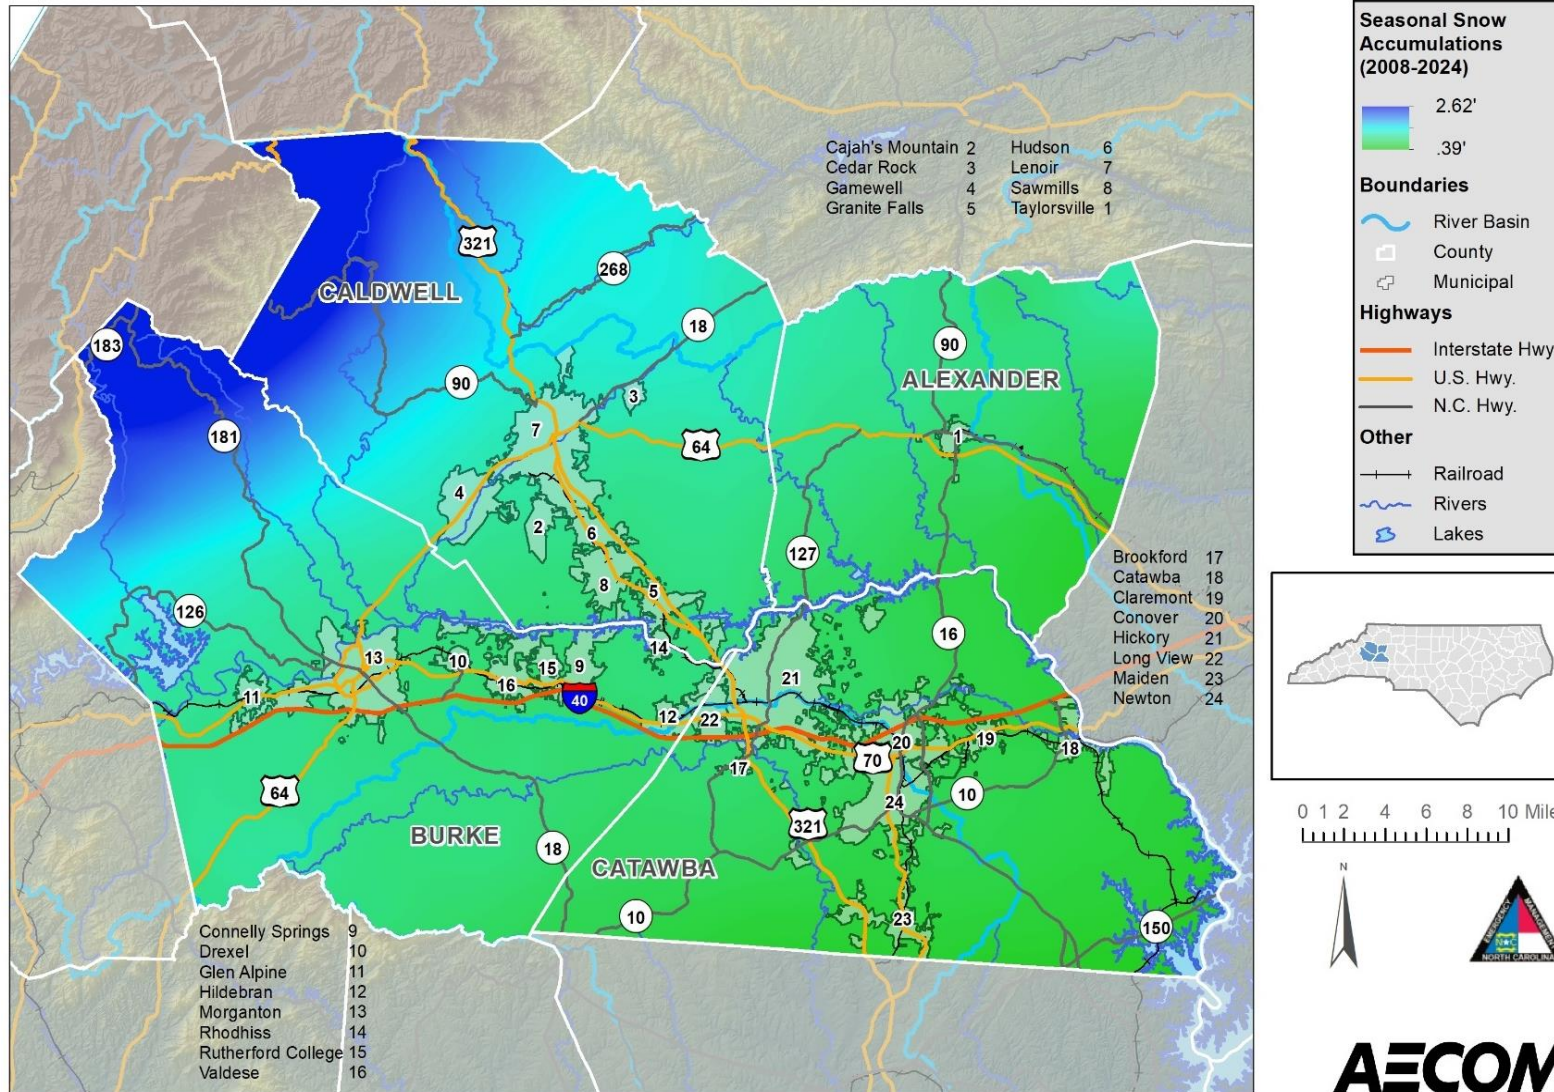 Seasonal Snow
Accumulations
(2008-2024)
2.62'
.39'
Boundaries
River Basin
County
Municipal
Highways
Interstate Hwy
U.S. Hwy.
N.C. Hwy.
Other
Railroad
Rivers
Lakes
Cajah's Mountain 2 Hudson 6
Cedar Rock 3 Lenoir 7
Gamewell 4 Sawmills 8
Granite Falls 5 Taylorsville 1
321
268
CALDWELL
18
183
90
90
ALEXANDER
3
181
7
64
1
4
2
6
127
8
5
126
16
14
13
10
15
9
16
11
40
21
12
22
20
19
18
17
70
64
24
10
321
BURKE
18
CATAWBA
10
23
150
Brookford 17
Catawba 18
Claremont 19
Conover 20
Hickory 21
Long View 22
Maiden 23
Newton 24
Connelly Springs 9
Drexel 10
Glen Alpine 11
Hildebran 12
Morganton 13
Rhodhiss 14
Rutherford College 15
Valdese 16
0 1 2 4 6 8 10 Mile
N
EMERGENCY
MANAGEMENT
NC
NORTH CAROLINA
AECOM